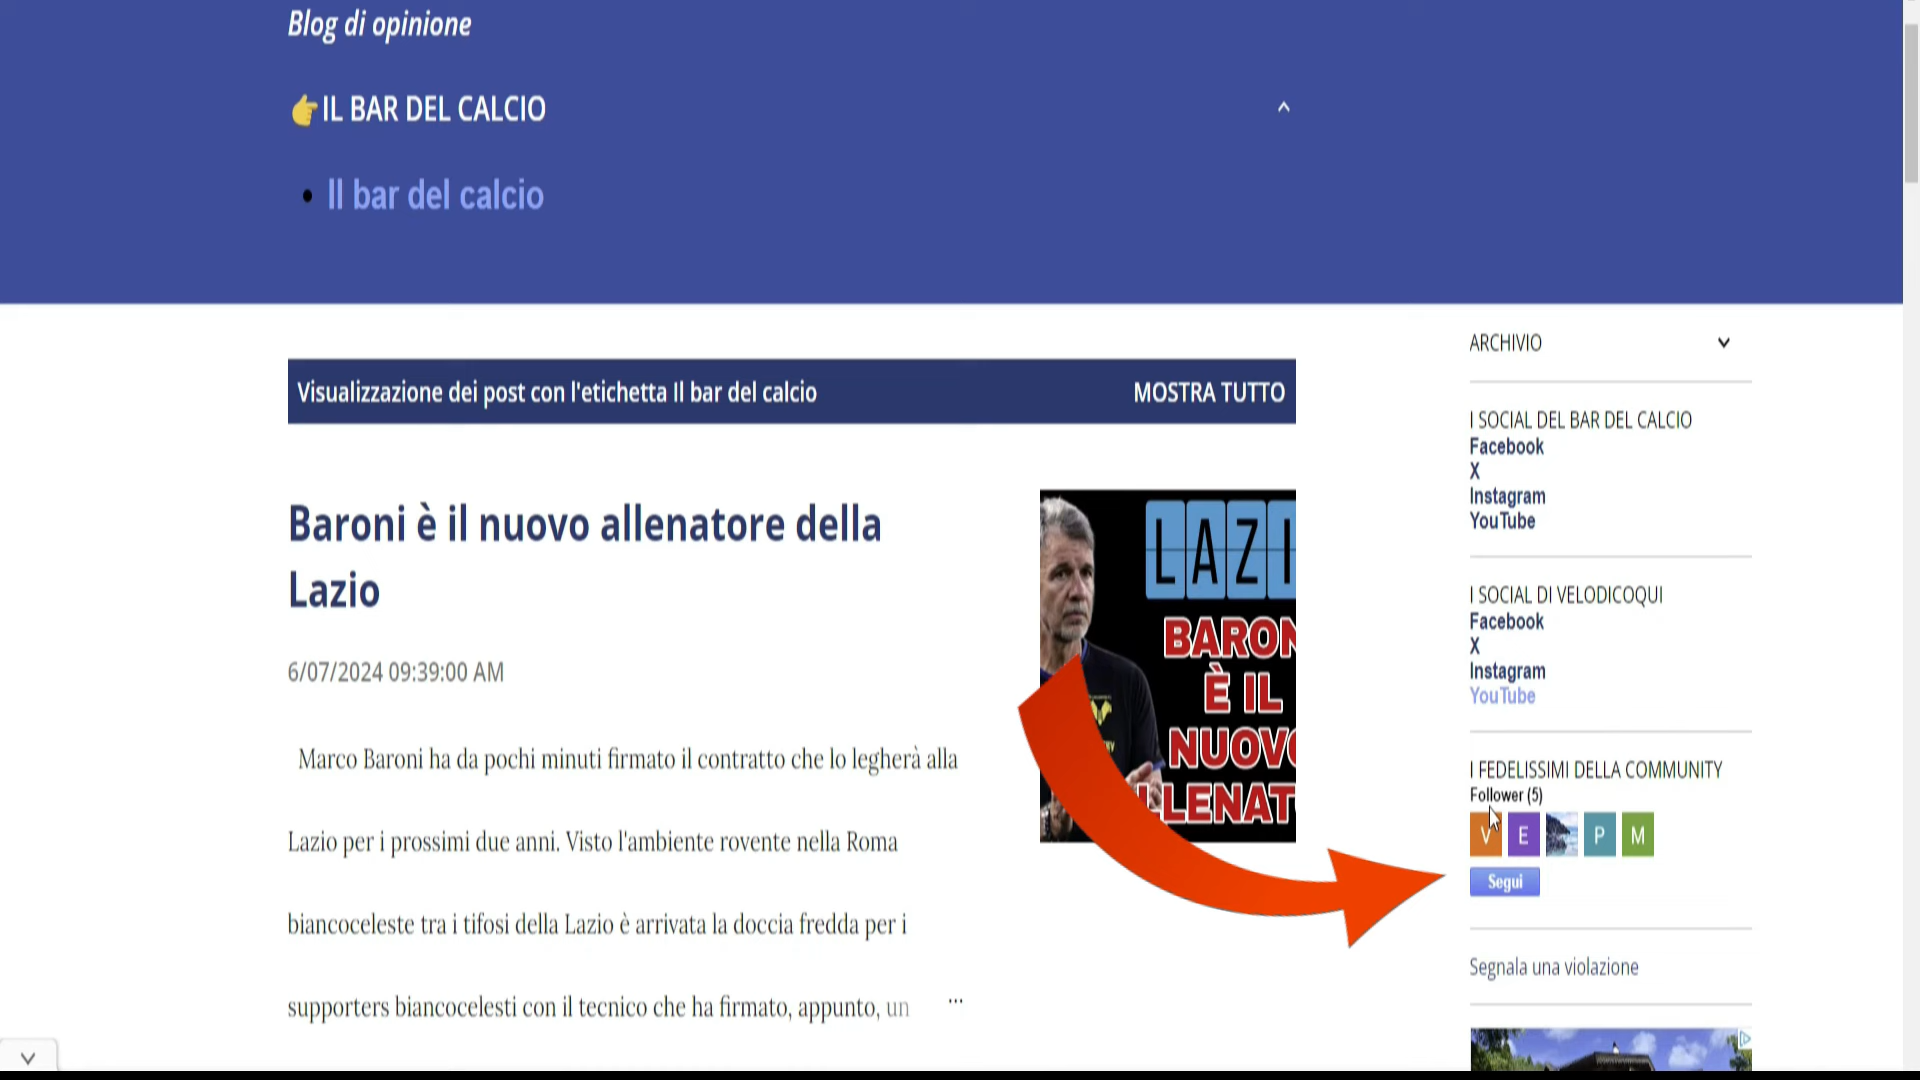 Blog di opinione
👉IL BAR DEL CALCIO
Il bar del calcio
Visualizzazione dei post con l'etichetta Il bar del calcio
MOSTRA TUTTO
Baroni è il nuovo allenatore della
Lazio
6/07/2024 09:39:00 AM
Marco Baroni ha da pochi minuti firmato il contratto che lo legherà alla
Lazio per i prossimi due anni. Visto l'ambiente rovente nella Roma
biancoceleste tra i tifosi della Lazio è arrivata la doccia fredda per i
supporters biancocelesti con il tecnico che ha firmato, appunto, un ...
LAZI
BARON
È IL
NUOVO
LLENAT
ARCHIVIO
I SOCIAL DEL BAR DEL CALCIO
Facebook
X
Instagram
YouTube
I SOCIAL DI VELODICOQUI
Facebook
X
Instagram
YouTube
I FEDELISSIMI DELLA COMMUNITY
Follower (5)
V E P M
Segui
Segnala una violazione